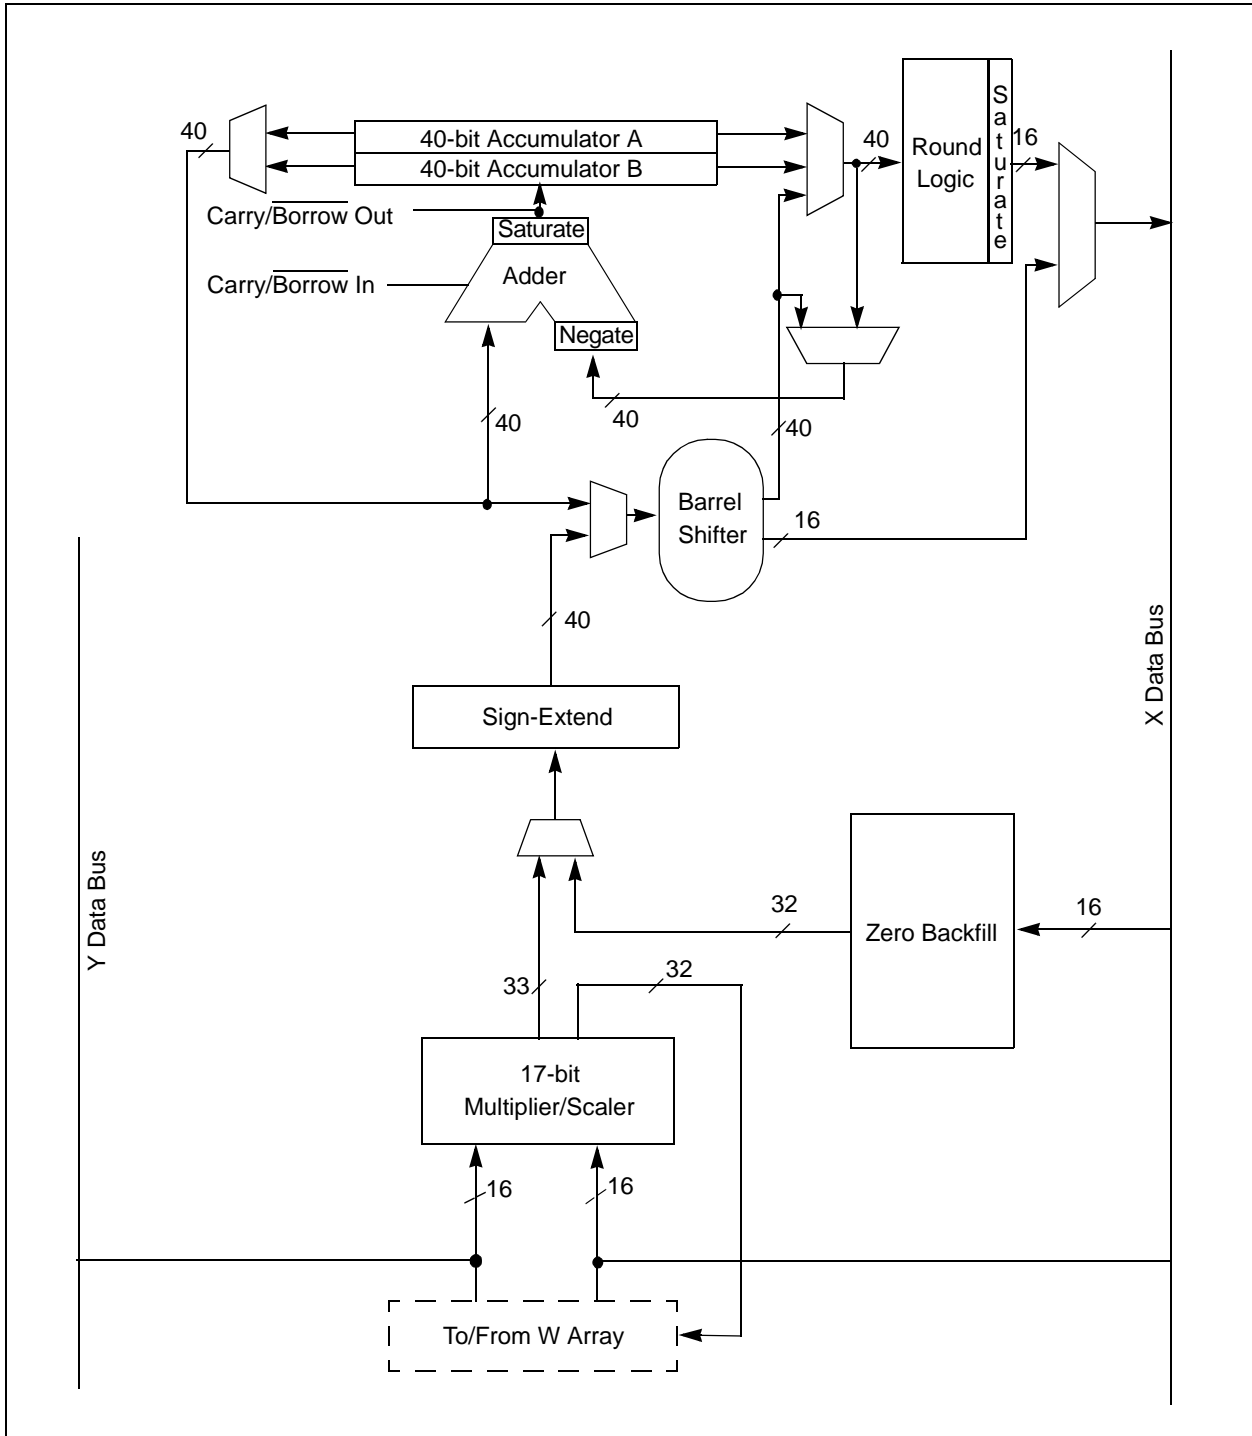 40
40-bit Accumulator A
40-bit Accumulator B
40
Round
Logic
Saturate
16
Carry/Borrow Out
Saturate
Carry/Borrow In
Adder
Negate
40
40
40
Barrel
Shifter
16
40
Sign-Extend
X Data Bus
Y Data Bus
32
Zero Backfill
16
33
32
17-bit
Multiplier/Scaler
16
16
To/From W Array